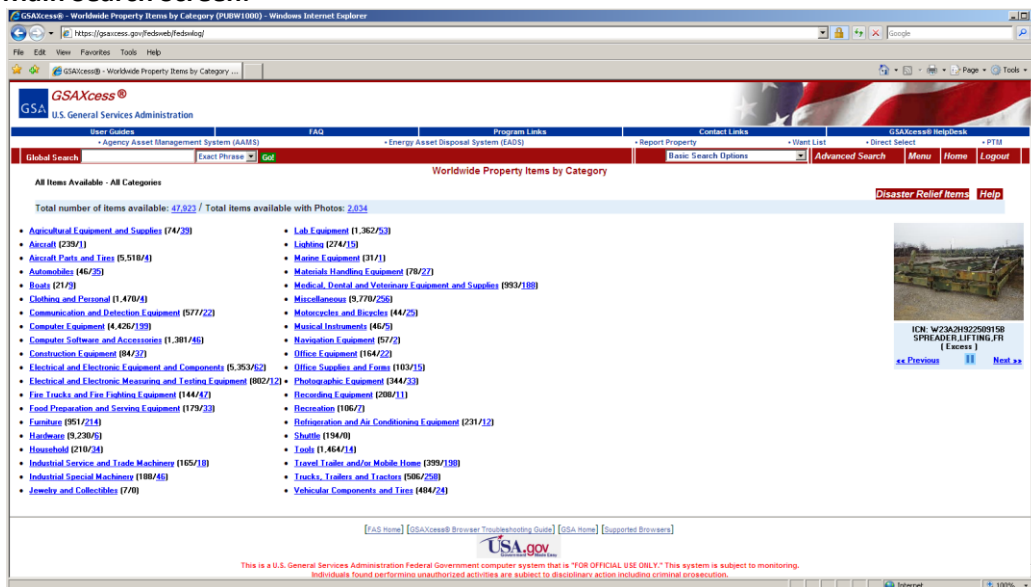 Main Search Screen:
GSAXcess® - Worldwide Property Items by Category (PUBW1000) - Windows Internet Explorer
https://gsaxcess.gov/fedsweb/fedswlog/
Google
File Edit View Favorites Tools Help
GSAXcess® - Worldwide Property Items by Category ...
Page Tools
GSA
GSAXcess®
U.S. General Services Administration
User Guides FAQ Program Links Contact Links GSAXcess® HelpDesk
• Agency Asset Management System (AAMS) • Energy Asset Disposal System (EADS) • Report Property • Want List • Direct Select • PTM
Global Search Exact Phrase Go! Basic Search Options Advanced Search Menu Home Logout
Worldwide Property Items by Category
All Items Available - All Categories
Disaster Relief Items Help
Total number of items available: 47,923 / Total items available with Photos: 2,034
• Agricultural Equipment and Supplies (74/39)
• Aircraft (239/1)
• Aircraft Parts and Tires (5,518/4)
• Automobiles (46/35)
• Boats (21/9)
• Clothing and Personal (1,470/4)
• Communication and Detection Equipment (577/22)
• Computer Equipment (4,426/199)
• Computer Software and Accessories (1,381/46)
• Construction Equipment (84/37)
• Electrical and Electronic Equipment and Components (5,353/62)
• Electrical and Electronic Measuring and Testing Equipment (802/12)
• Fire Trucks and Fire Fighting Equipment (144/47)
• Food Preparation and Serving Equipment (179/33)
• Furniture (951/214)
• Hardware (9,230/6)
• Household (210/34)
• Industrial Service and Trade Machinery (165/18)
• Industrial Special Machinery (188/46)
• Jewelry and Collectibles (7/0)
• Lab Equipment (1,362/53)
• Lighting (274/15)
• Marine Equipment (31/1)
• Materials Handling Equipment (78/27)
• Medical, Dental and Veterinary Equipment and Supplies (993/188)
• Miscellaneous (9,770/256)
• Motorcycles and Bicycles (44/25)
• Musical Instruments (46/5)
• Navigation Equipment (57/2)
• Office Equipment (164/22)
• Office Supplies and Forms (103/15)
• Photographic Equipment (344/33)
• Recording Equipment (208/11)
• Recreation (106/7)
• Refrigeration and Air Conditioning Equipment (231/12)
• Shuttle (194/0)
• Tools (1,464/14)
• Travel Trailer and/or Mobile Home (399/198)
• Trucks, Trailers and Tractors (506/258)
• Vehicular Components and Tires (484/24)
ICN: W23A2H92250915B
SPREADER,LIFTING,FR
( Excess )
<< Previous Next >>
[FAS Home] [GSAXcess® Browser Troubleshooting Guide] [GSA Home] [Supported Browsers]
USA.gov
This is a U.S. General Services Administration Federal Government computer system that is "FOR OFFICIAL USE ONLY." This system is subject to monitoring.
Individuals found performing unauthorized activities are subject to disciplinary action including criminal prosecution.
Internet 100%